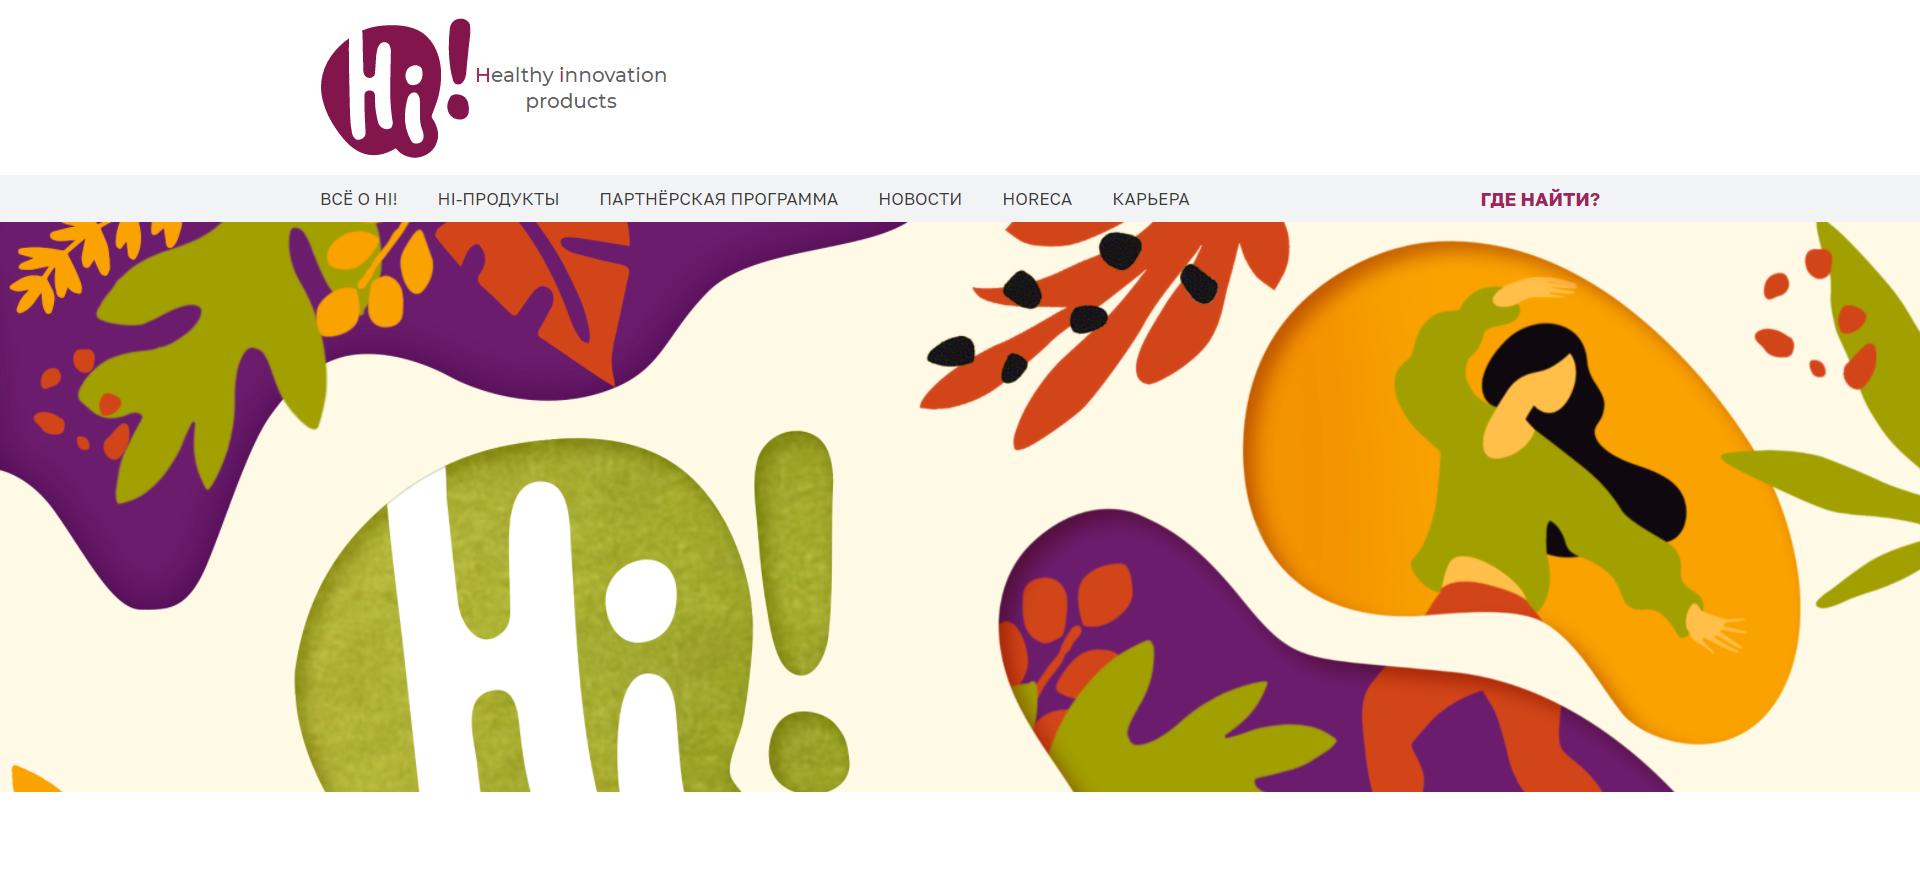 Hi!
Healthy innovation
products
ВСЁ О HI! HI-ПРОДУКТЫ ПАРТНЁРСКАЯ ПРОГРАММА НОВОСТИ HORECA КАРЬЕРА ГДЕ НАЙТИ?
Hi!